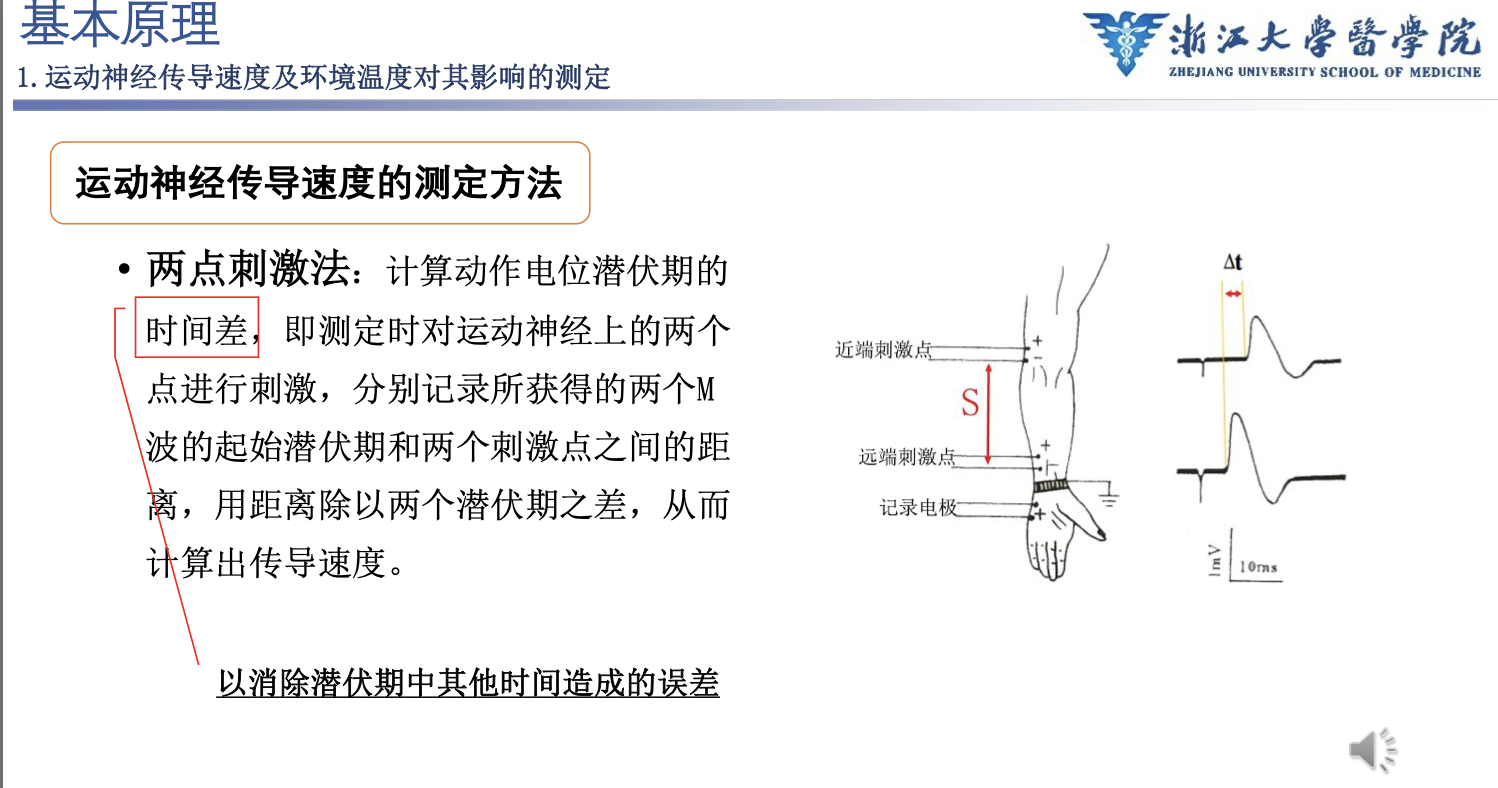 基本原理
1. 运动神经传导速度及环境温度对其影响的测定
浙江大学医学院
ZHEJIANG UNIVERSITY SCHOOL OF MEDICINE
运动神经传导速度的测定方法
• 两点刺激法：计算动作电位潜伏期的
时间差，即测定时对运动神经上的两个
点进行刺激，分别记录所获得的两个M
波的起始潜伏期和两个刺激点之间的距
离，用距离除以两个潜伏期之差，从而
计算出传导速度。
以消除潜伏期中其他时间造成的误差
近端刺激点
+
−
S
远端刺激点
+
−
记录电极
+
Δt
1mV
10ms